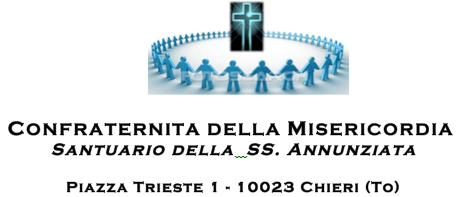 Confraternita della Misericordia
Santuario della SS. Annunziata
Piazza Trieste 1 - 10023 Chieri (To)